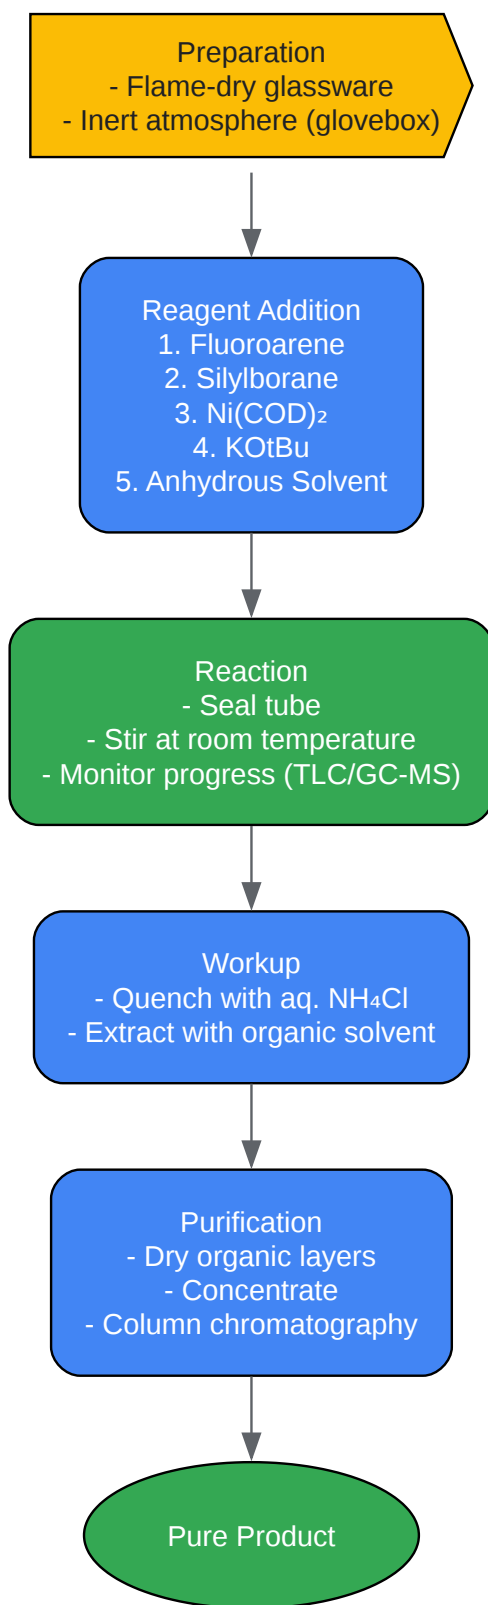 Preparation
- Flame-dry glassware
- Inert atmosphere (glovebox)
Reagent Addition
1. Fluoroarene
2. Silylborane
3. Ni(COD)₂
4. KOtBu
5. Anhydrous Solvent
Reaction
- Seal tube
- Stir at room temperature
- Monitor progress (TLC/GC-MS)
Workup
- Quench with aq. NH₄Cl
- Extract with organic solvent
Purification
- Dry organic layers
- Concentrate
- Column chromatography
Pure Product